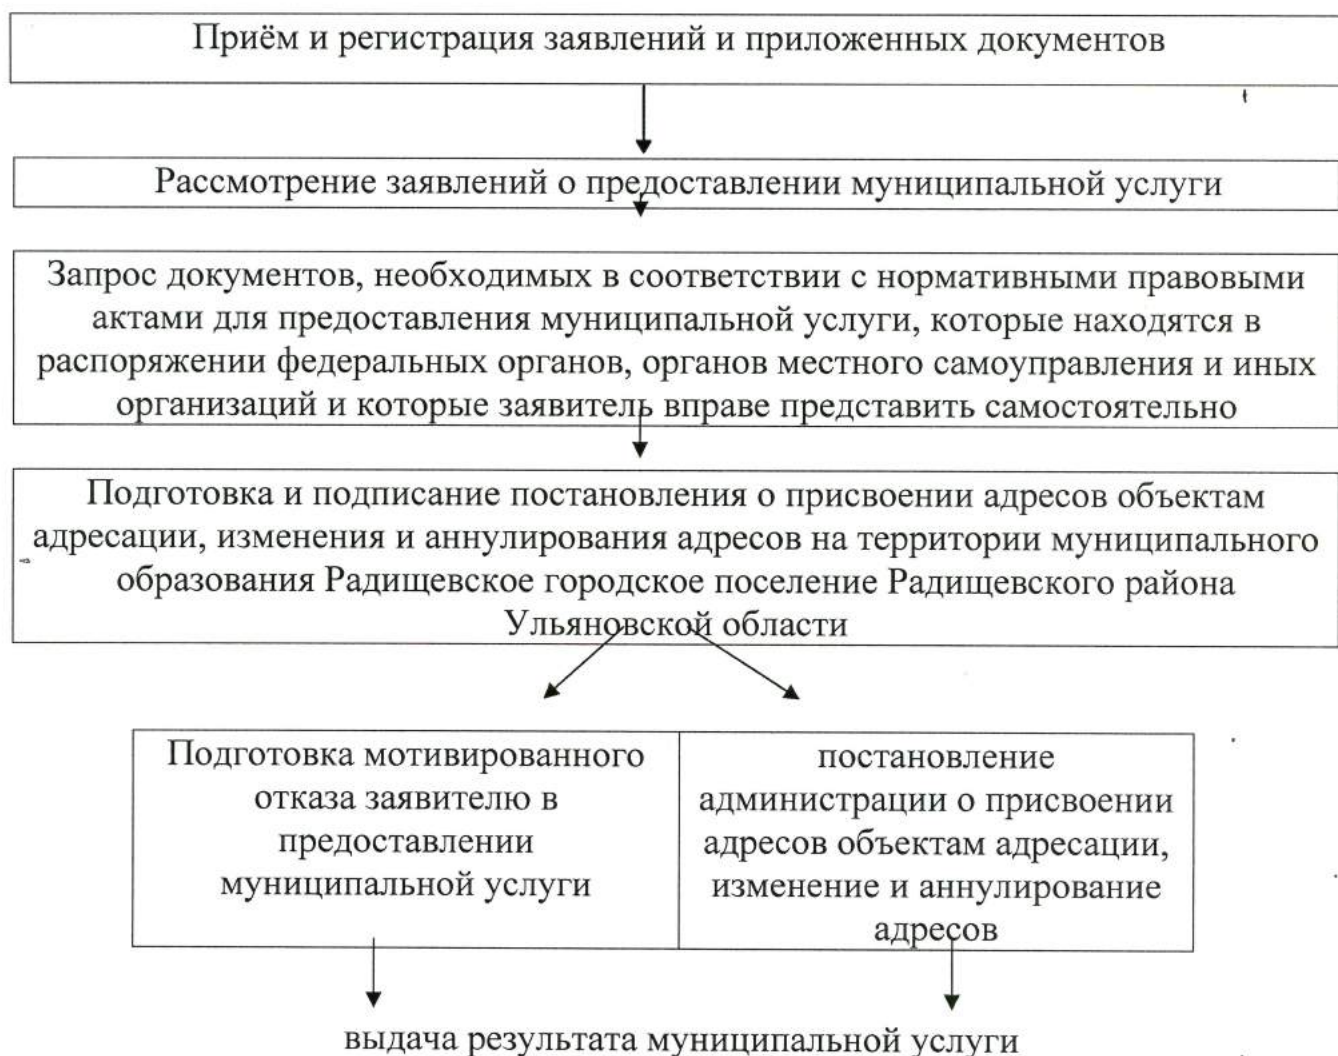 Приём и регистрация заявлений и приложенных документов
Рассмотрение заявлений о предоставлении муниципальной услуги
Запрос документов, необходимых в соответствии с нормативными правовыми
актами для предоставления муниципальной услуги, которые находятся в
распоряжении федеральных органов, органов местного самоуправления и иных
организаций и которые заявитель вправе представить самостоятельно
Подготовка и подписание постановления о присвоении адресов объектам
адресации, изменения и аннулирования адресов на территории муниципального
образования Радищевское городское поселение Радищевского района
Ульяновской области
Подготовка мотивированного
отказа заявителю в
предоставлении
муниципальной услуги
постановление
администрации о присвоении
адресов объектам адресации,
изменение и аннулирование
адресов
выдача результата муниципальной услуги